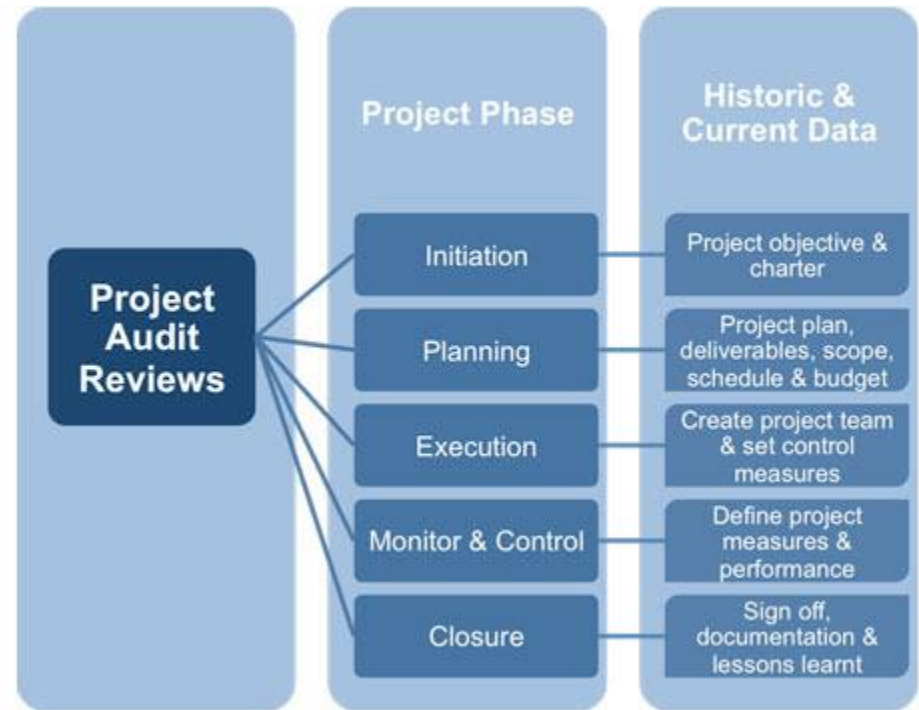 Project Phase
Historic &
Current Data
Project
Audit
Reviews
Initiation
Project objective &
charter
Planning
Project plan,
deliverables, scope,
schedule & budget
Execution
Create project team
& set control
measures
Monitor & Control
Define project
measures &
performance
Closure
Sign off,
documentation &
lessons learnt